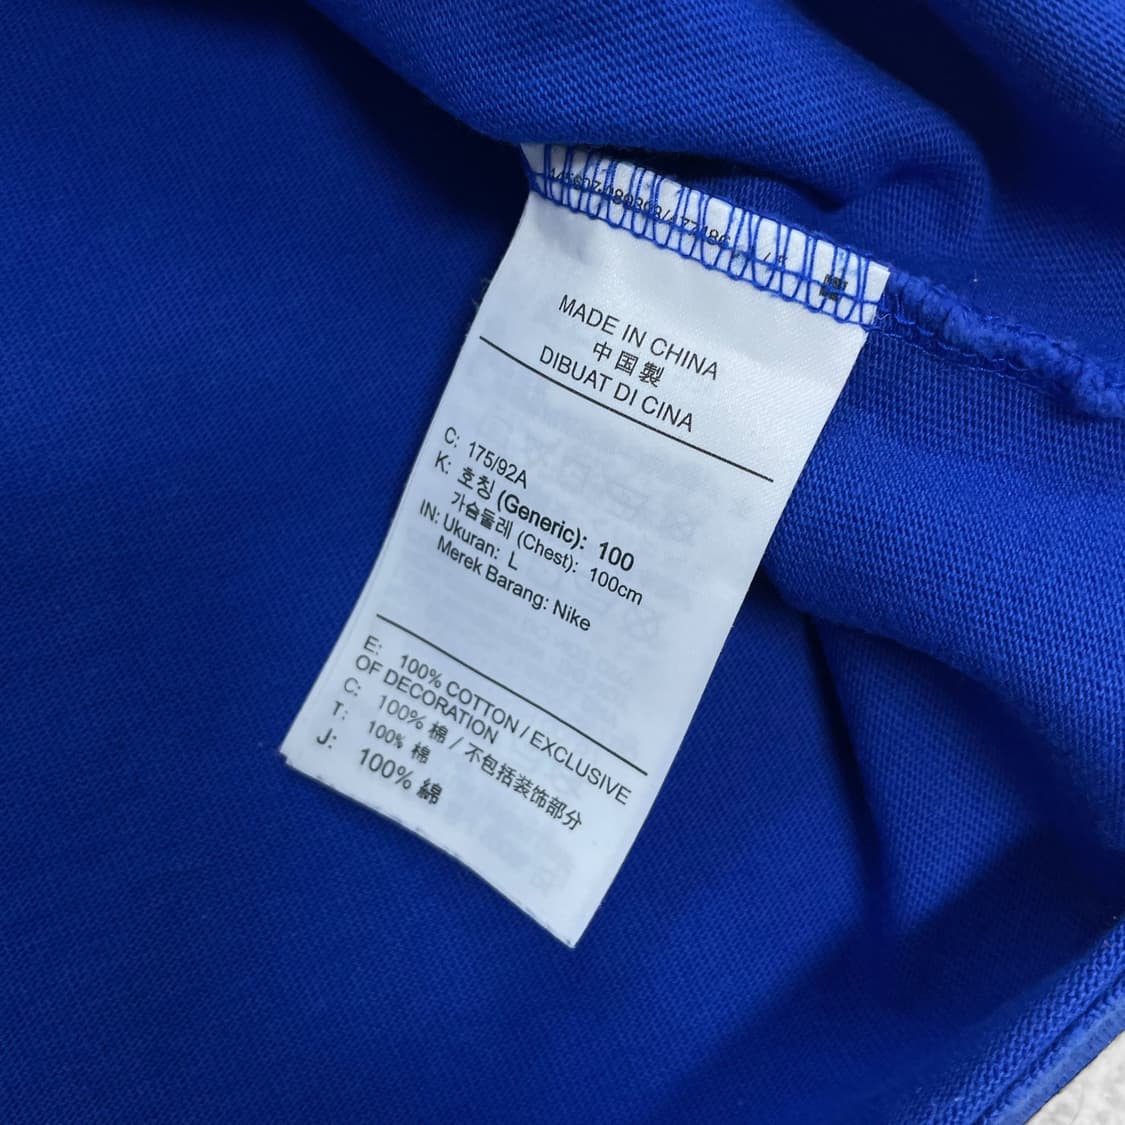 MADE IN CHINA
中国製
DIBUAT DI CINA
C: 175/92A
K: 호칭 (Generic): 100
가슴둘레 (Chest): 100cm
IN: Ukuran: L
Merek Barang: Nike
E: 100% COTTON / EXCLUSIVE
OF DECORATION
C: 100% 棉 / 不包括装饰部分
T: 100% 棉
J: 100% 綿